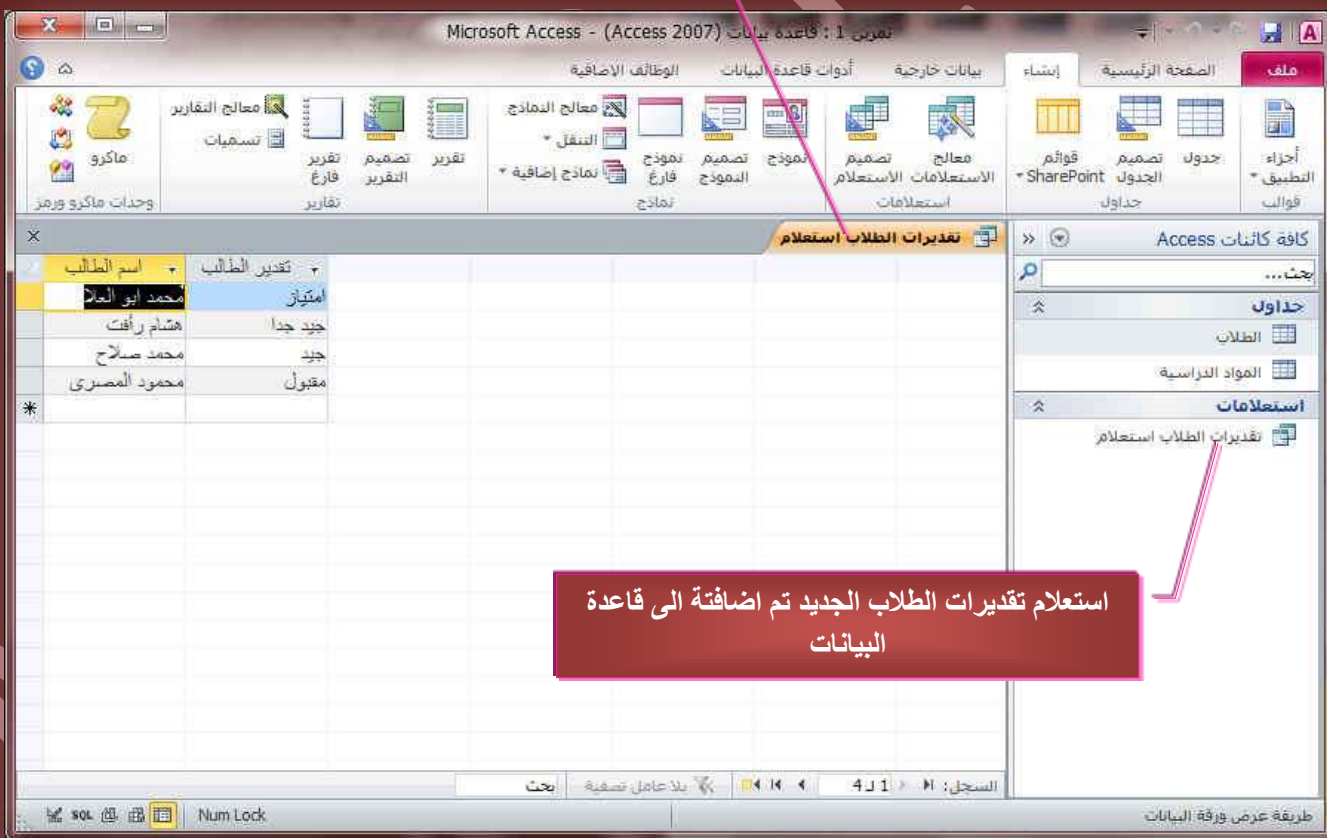 تمرين 1 : قاعدة بيانات (Access 2007) - Microsoft Access
ملف الصفحة الرئيسية إنشاء بيانات خارجية أدوات قاعدة البيانات الوظائف الإضافية
أجزاء التطبيق
قوالب
جدول
تصميم الجدول
قوائم SharePoint
جداول
معالج الاستعلامات
تصميم الاستعلام
استعلامات
نموذج
تصميم النموذج
نموذج فارغ
معالج النماذج
التنقل
نماذج إضافية
نماذج
تقرير
تصميم التقرير
تقرير فارغ
معالج التقارير
تسميات
تقارير
ماكرو
وحدات ماكرو ورمز
كافة كائنات Access
بحث...
جداول
الطلاب
المواد الدراسية
استعلامات
تقديرات الطلاب استعلام
تقديرات الطلاب استعلام
تقدير الطالب اسم الطالب
امتياز محمد ابو العلا
جيد جدا هشام رأفت
جيد محمد صلاح
مقبول محمود المصرى
استعلام تقديرات الطلاب الجديد تم اضافتة الى قاعدة
البيانات
السجل: 1 لـ 4 بلا عامل تصفية بحث
طريقة عرض ورقة البيانات Num Lock SQL